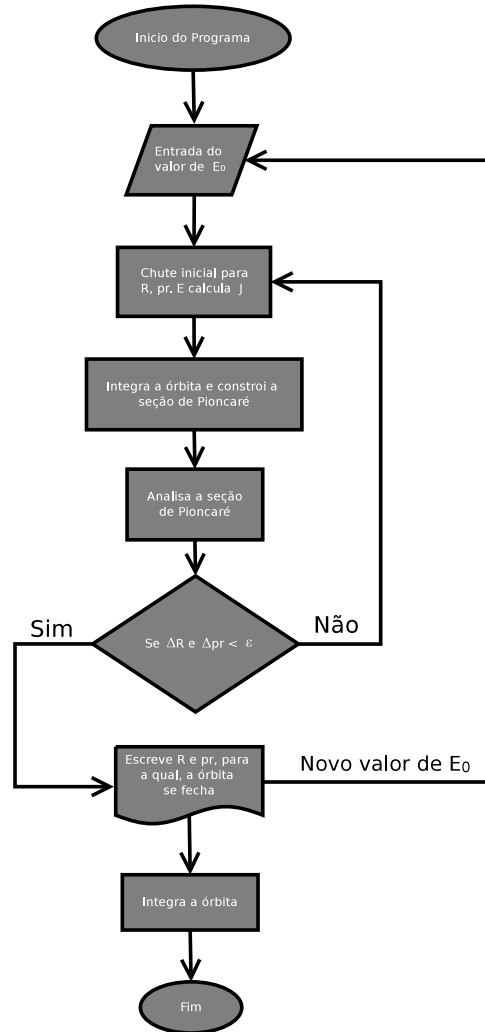 Inicio do Programa
Entrada do
valor de E₀
Chute inicial para
R, pr. E calcula J
Integra a órbita e constroi a
seção de Pioncaré
Analisa a seção
de Pioncaré
Sim
Se ΔR e Δpr < ε
Não
Escreve R e pr, para
a qual, a órbita
se fecha
Novo valor de E₀
Integra a órbita
Fim